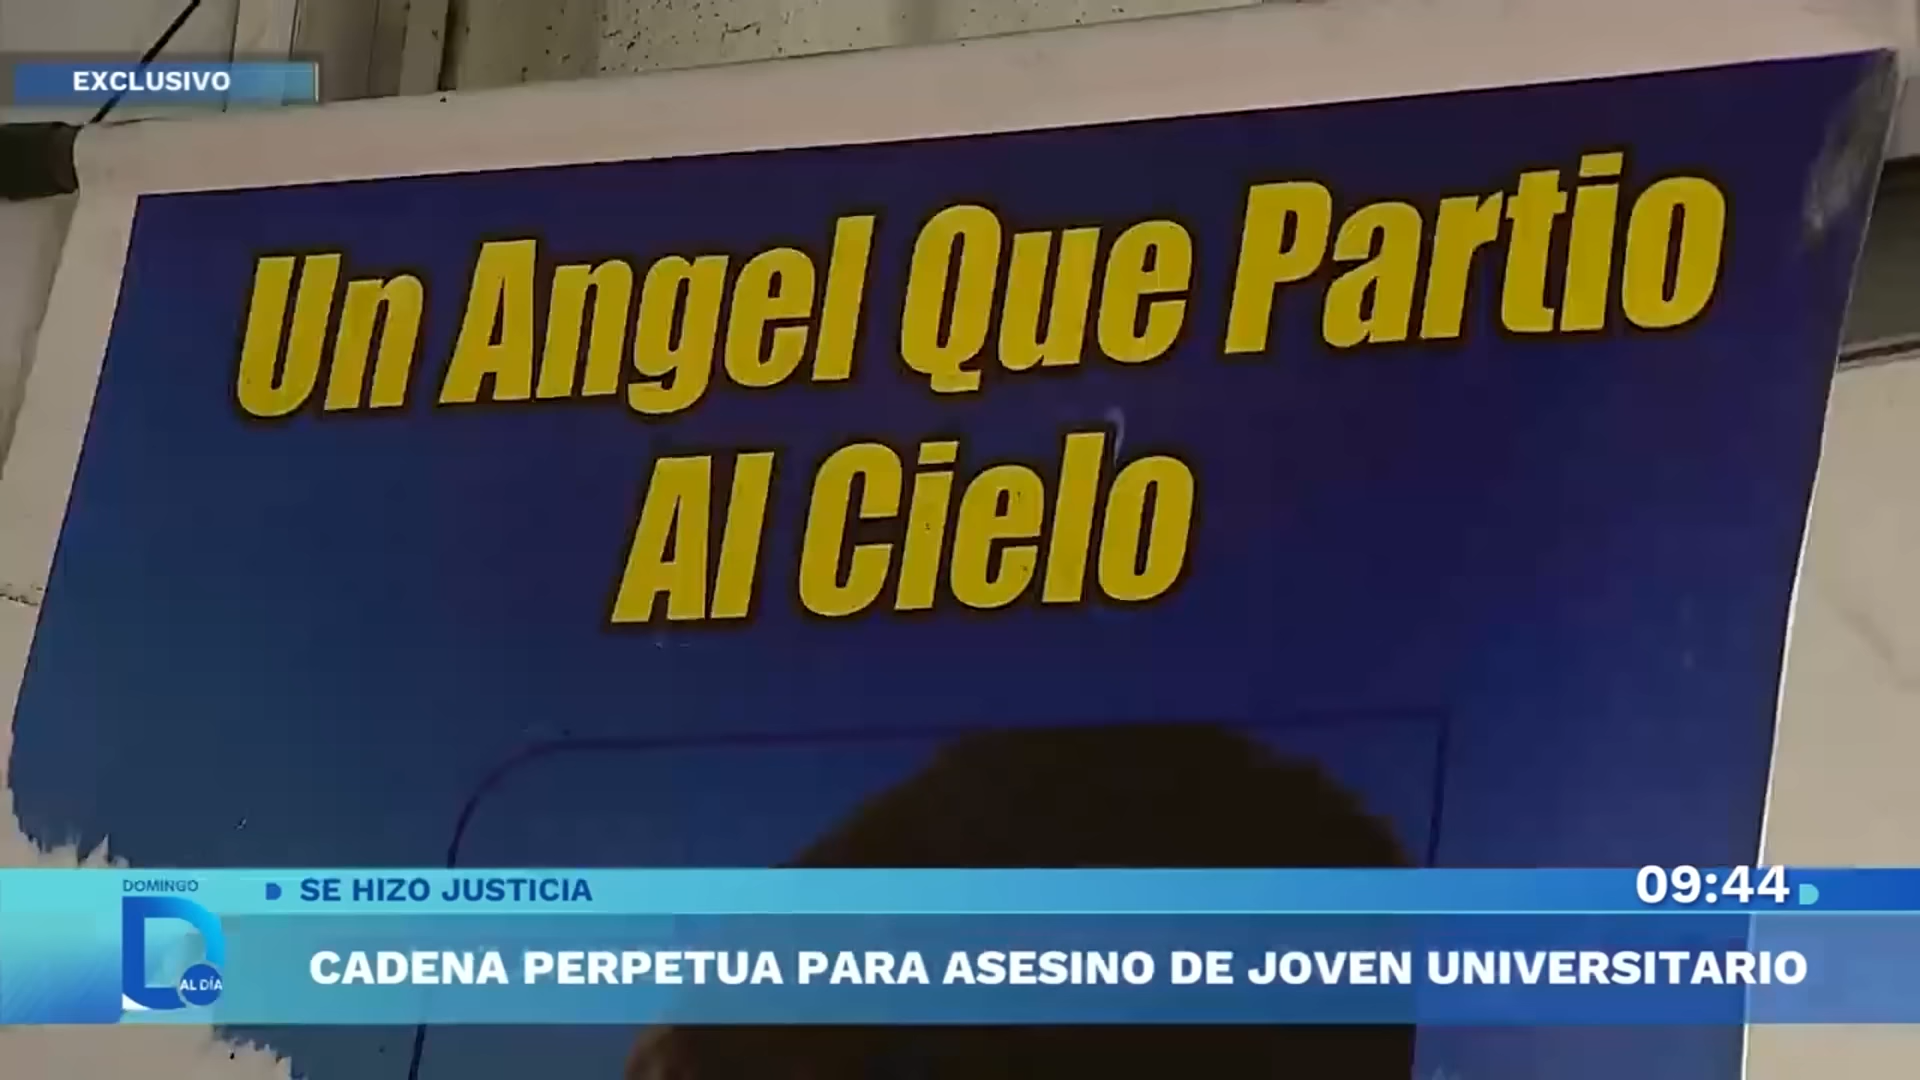 EXCLUSIVO
Un Angel Que Partio
Al Cielo
DOMINGO
AL DÍA
SE HIZO JUSTICIA
09:44
CADENA PERPETUA PARA ASESINO DE JOVEN UNIVERSITARIO